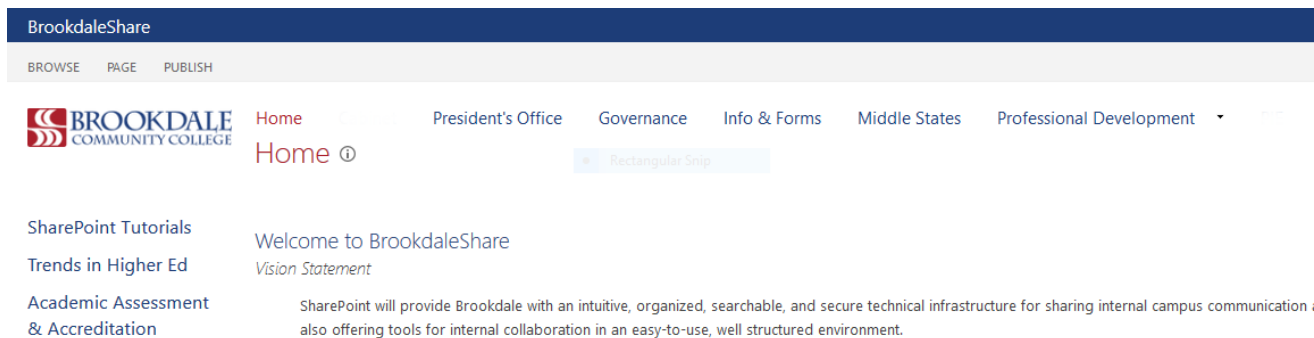 BrookdaleShare
BROWSE PAGE PUBLISH
BROOKDALE
COMMUNITY COLLEGE
Home President's Office Governance Info & Forms Middle States Professional Development
Home
Rectangular Snip
SharePoint Tutorials
Trends in Higher Ed
Academic Assessment
& Accreditation
Welcome to BrookdaleShare
Vision Statement
SharePoint will provide Brookdale with an intuitive, organized, searchable, and secure technical infrastructure for sharing internal campus communication
also offering tools for internal collaboration in an easy-to-use, well structured environment.